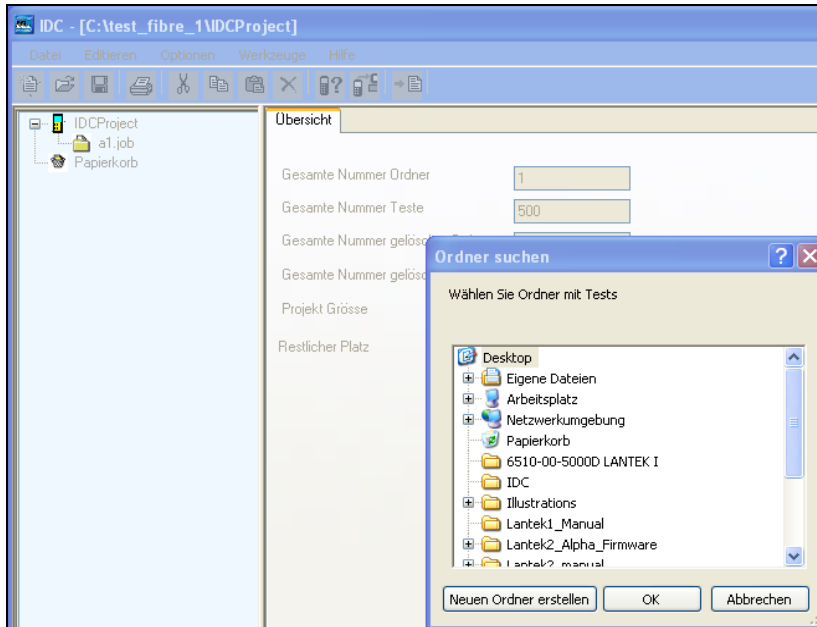 IDC - [C:\test_fibre_1\IDCProject]
Datei Editieren Optionen Werkzeuge Hilfe
IDCProject
a1.job
Papierkorb
Übersicht
Gesamte Nummer Ordner 1
Gesamte Nummer Teste 500
Gesamte Nummer
Gesamte Nummer
Projekt Grösse
Restlicher Platz
Ordner suchen
Wählen Sie Ordner mit Tests
Desktop
Eigene Dateien
Arbeitsplatz
Netzwerkumgebung
Papierkorb
6510-00-5000D LANTEK I
IDC
Illustrations
Lantek1_Manual
Lantek2_Alpha_Firmware
Lantek2_manual
Neuen Ordner erstellen OK Abbrechen